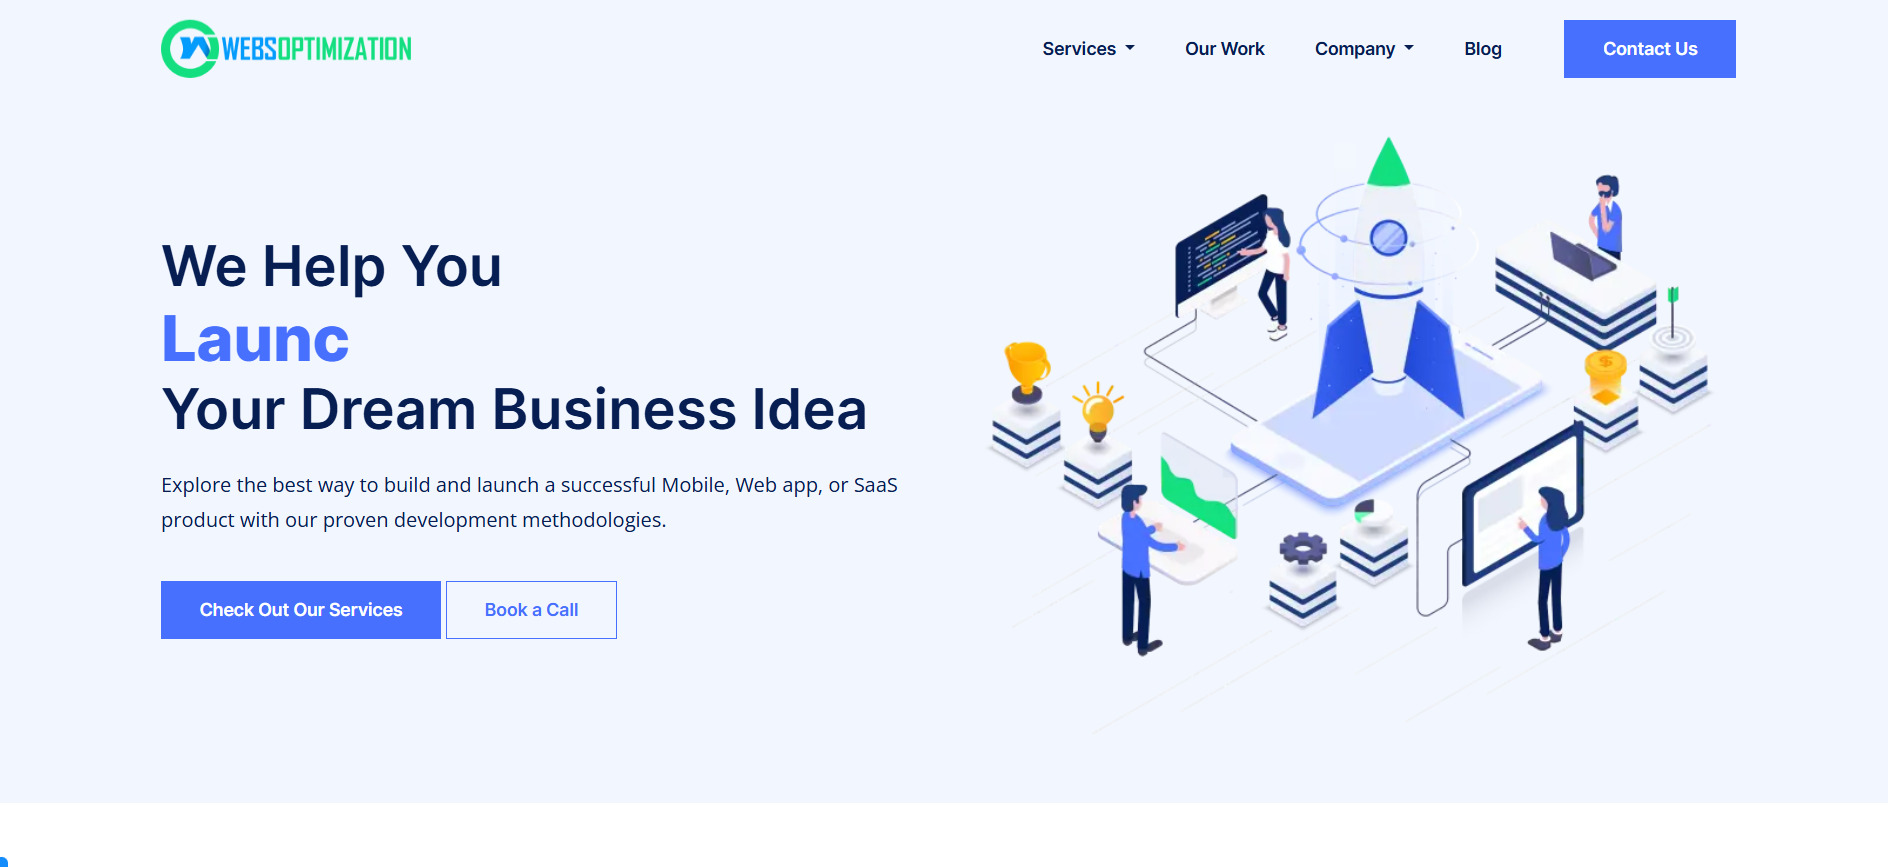 WEBSOPTIMIZATION
Services
Our Work
Company
Blog
Contact Us
We Help You
Launc
Your Dream Business Idea
Explore the best way to build and launch a successful Mobile, Web app, or SaaS
product with our proven development methodologies.
Check Out Our Services
Book a Call